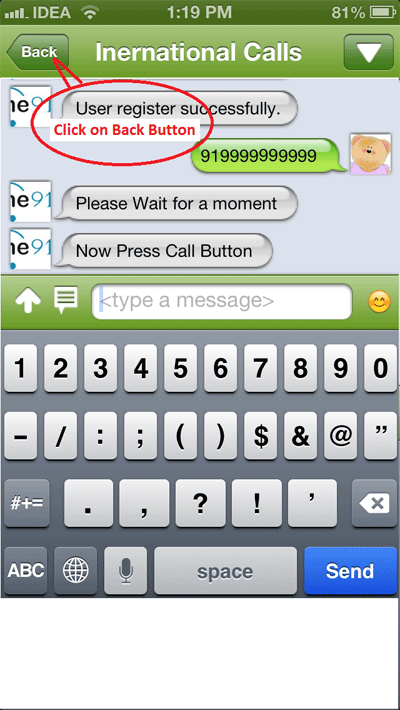 IDEA 1:19 PM 81%
Back Inernational Calls
User register successfully.
Click on Back Button
919999999999
ne91 Please Wait for a moment
ne91 Now Press Call Button
<type a message>
1 2 3 4 5 6 7 8 9 0
- / : ; ( ) $ & @ ”
#+= . , ? ! ’
ABC space Send